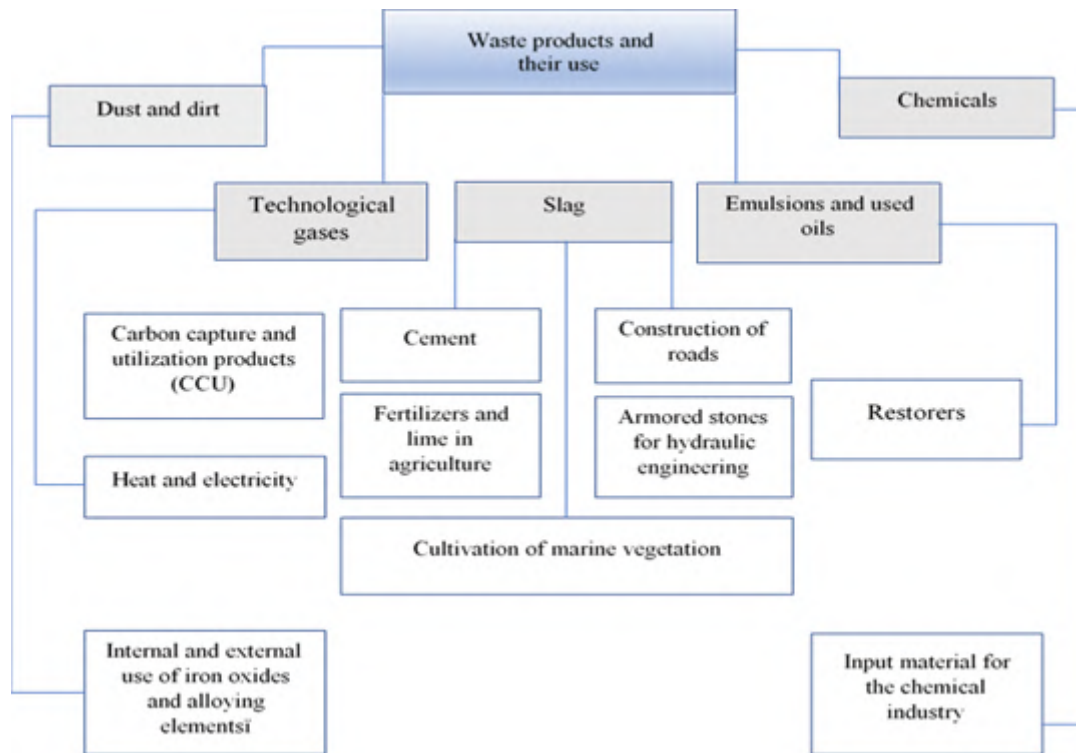 Waste products and
their use
Dust and dirt
Chemicals
Technological
gases
Slag
Emulsions and used
oils
Carbon capture and
utilization products
(CCU)
Cement
Construction of
roads
Fertilizers and
lime in
agriculture
Armored stones
for hydraulic
engineering
Restorers
Heat and electricity
Cultivation of marine vegetation
Internal and external
use of iron oxides
and alloying
elementsï
Input material for
the chemical
industry